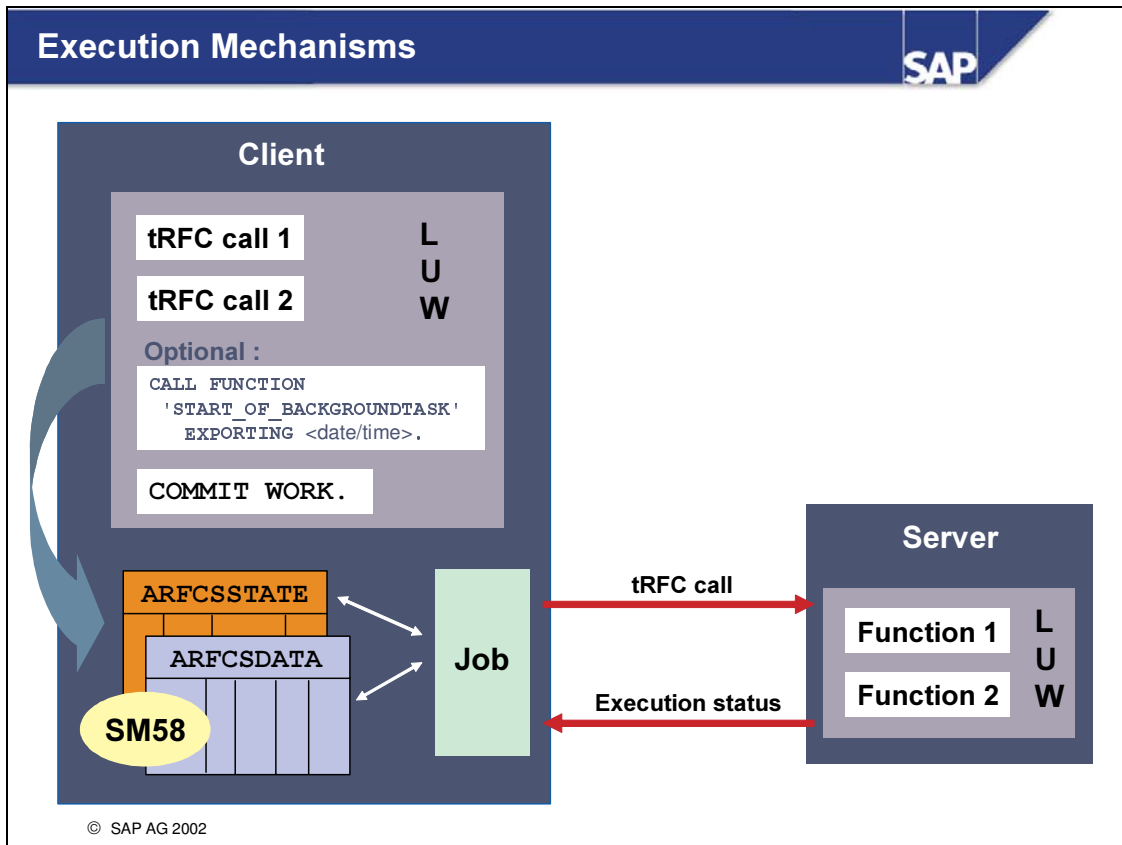 Execution Mechanisms
SAP
Client
tRFC call 1
tRFC call 2
L
U
W
Optional :
CALL FUNCTION
'START_OF_BACKGROUNDTASK'
EXPORTING <date/time>.
COMMIT WORK.
ARFCSSTATE
ARFCSDATA
SM58
Job
tRFC call
Execution status
Server
Function 1
Function 2
L
U
W
© SAP AG 2002